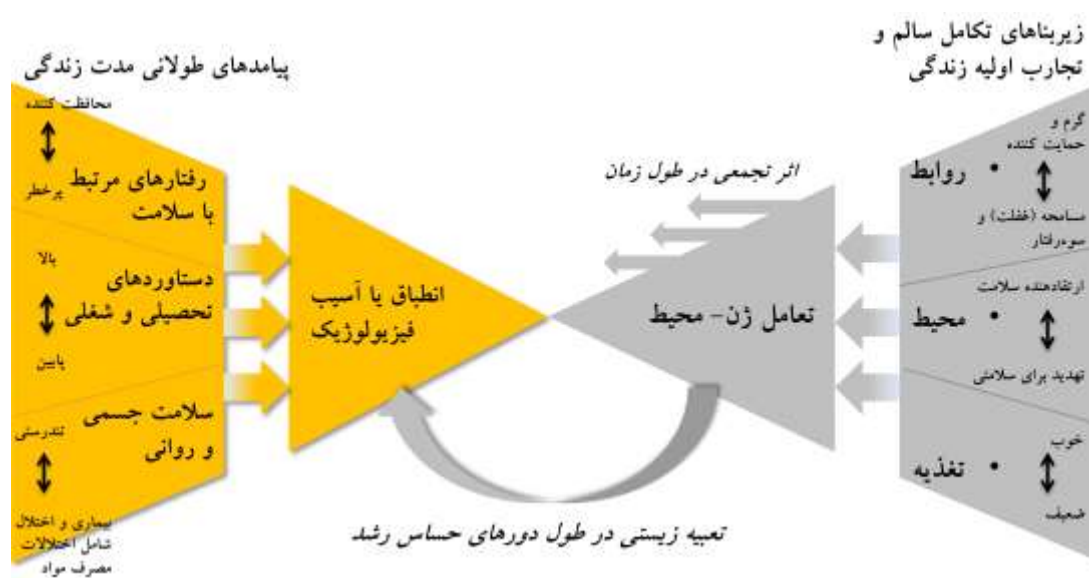 زیربناهای تکامل سالم و
تجارب اولیه زندگی
گرم و
حمایت کننده
• روابط
مسامحه (غفلت) و
سوءرفتار
ارتقادهنده سلامت
• محیط
تهدید برای سلامتی
خوب
• تغذیه
ضعیف
اثر تجمعی در طول زمان
تعامل ژن- محیط
انطباق یا آسیب
فیزیولوژیک
تعبیه زیستی در طول دورهای حساس رشد
پیامدهای طولانی مدت زندگی
محافظت کننده
رفتارهای مرتبط
با سلامت
پرخطر
بالا
دستاوردهای
تحصیلی و شغلی
پایین
سلامت جسمی
و روانی
تندرستی
بیماری و اختلال
شامل اختلالات
مصرف مواد